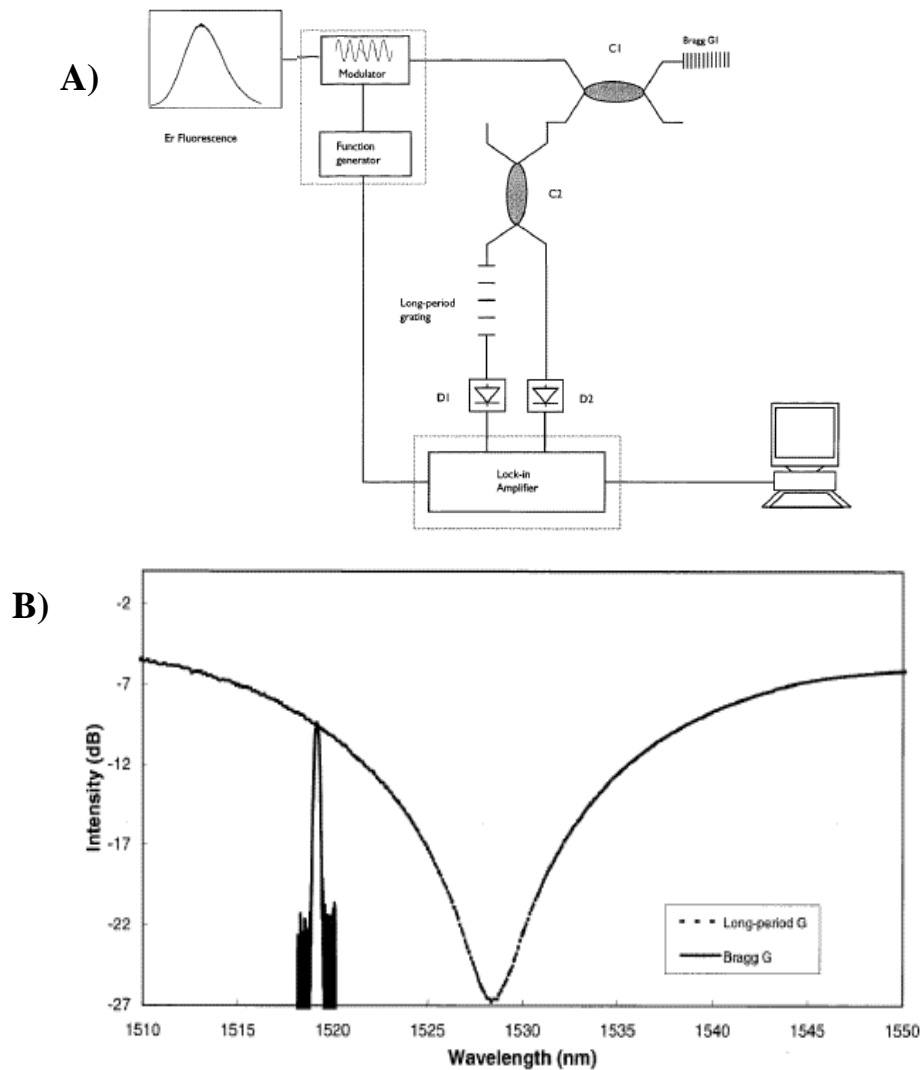 A)
Er Fluorescence
Modulator
Function
generator
C1
Bragg G1
C2
Long-period
grating
D1
D2
Lock-in
Amplifier
B)
Intensity (dB)
-2
-7
-12
-17
-22
-27
Long-period G
Bragg G
1510 1515 1520 1525 1530 1535 1540 1545 1550
Wavelength (nm)